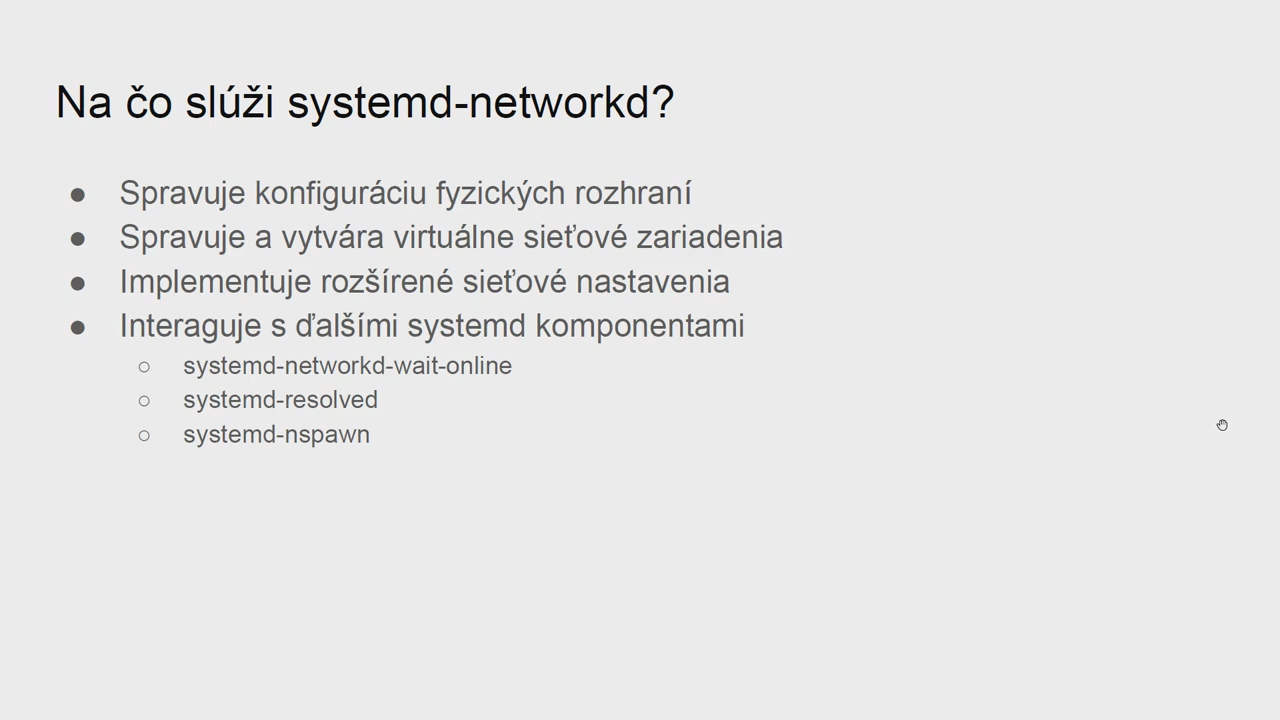 Na čo slúži systemd-networkd?
● Spravuje konfiguráciu fyzických rozhraní
● Spravuje a vytvára virtuálne sieťové zariadenia
● Implementuje rozšírené sieťové nastavenia
● Interaguje s ďalšími systemd komponentami
○ systemd-networkd-wait-online
○ systemd-resolved
○ systemd-nspawn